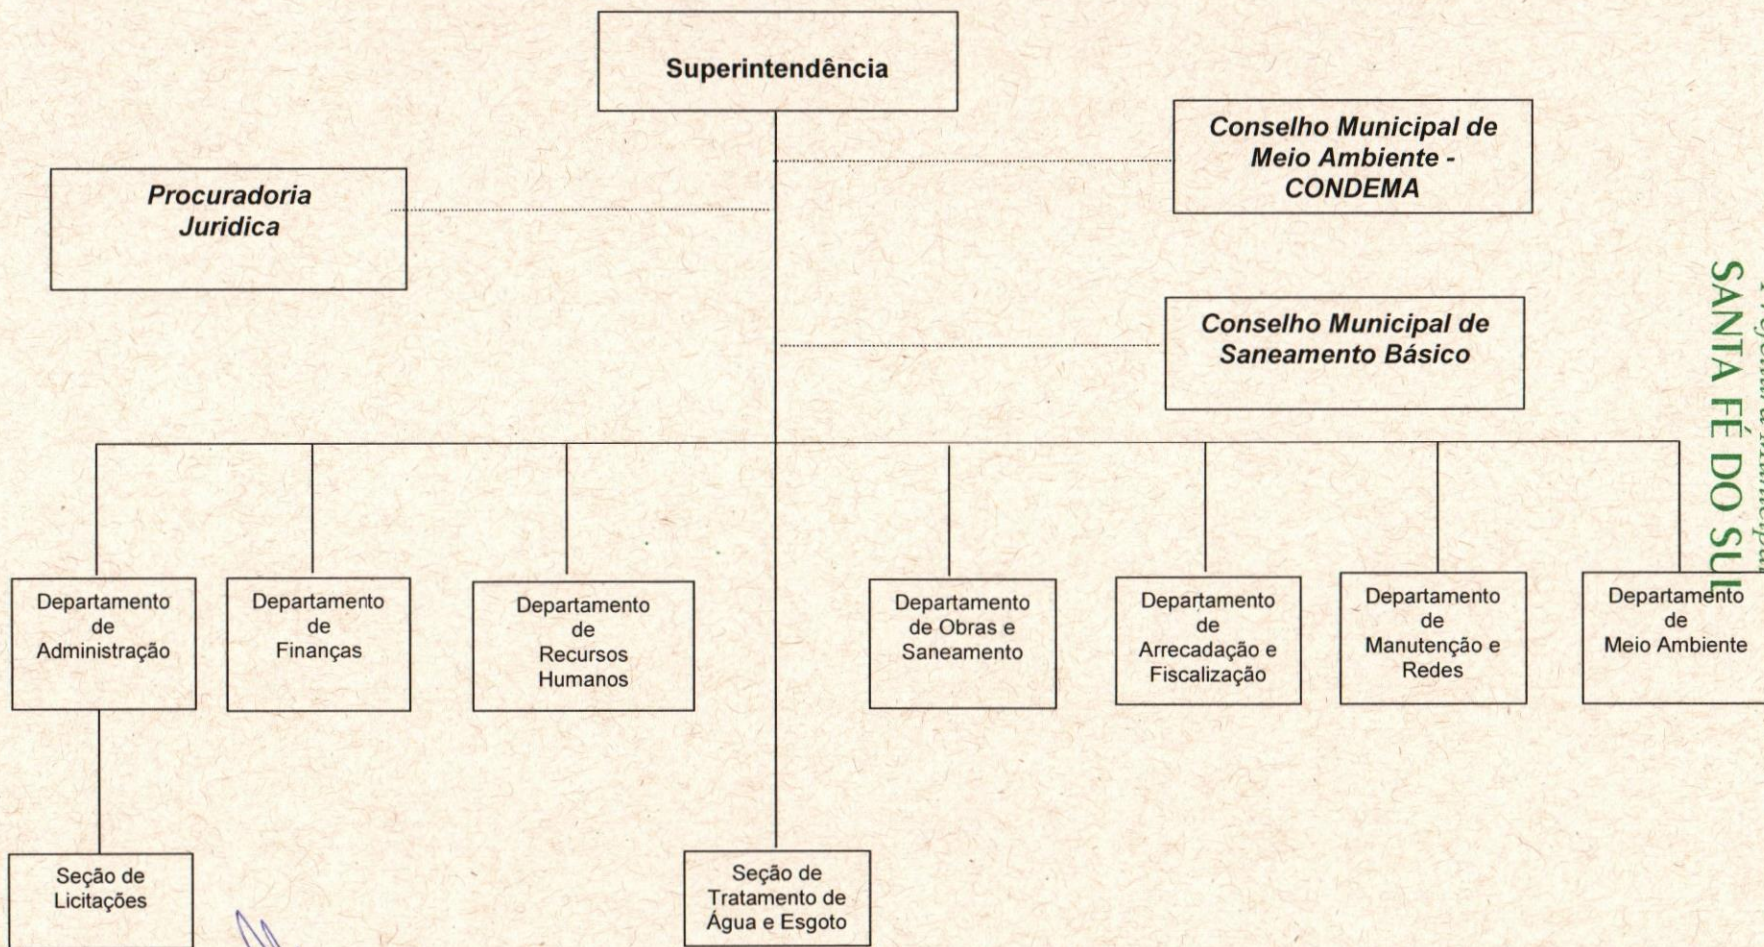 Superintendência
Conselho Municipal de
Meio Ambiente -
CONDEMA
Procuradoria
Juridica
Conselho Municipal de
Saneamento Básico
SANTA FÉ DO SUL
Departamento
de
Administração
Departamento
de
Finanças
Departamento
de
Recursos
Humanos
Departamento
de Obras e
Saneamento
Departamento
de
Arrecadação e
Fiscalização
Departamento
de
Manutenção e
Redes
Departamento
de
Meio Ambiente
Seção de
Licitações
Seção de
Tratamento de
Água e Esgoto